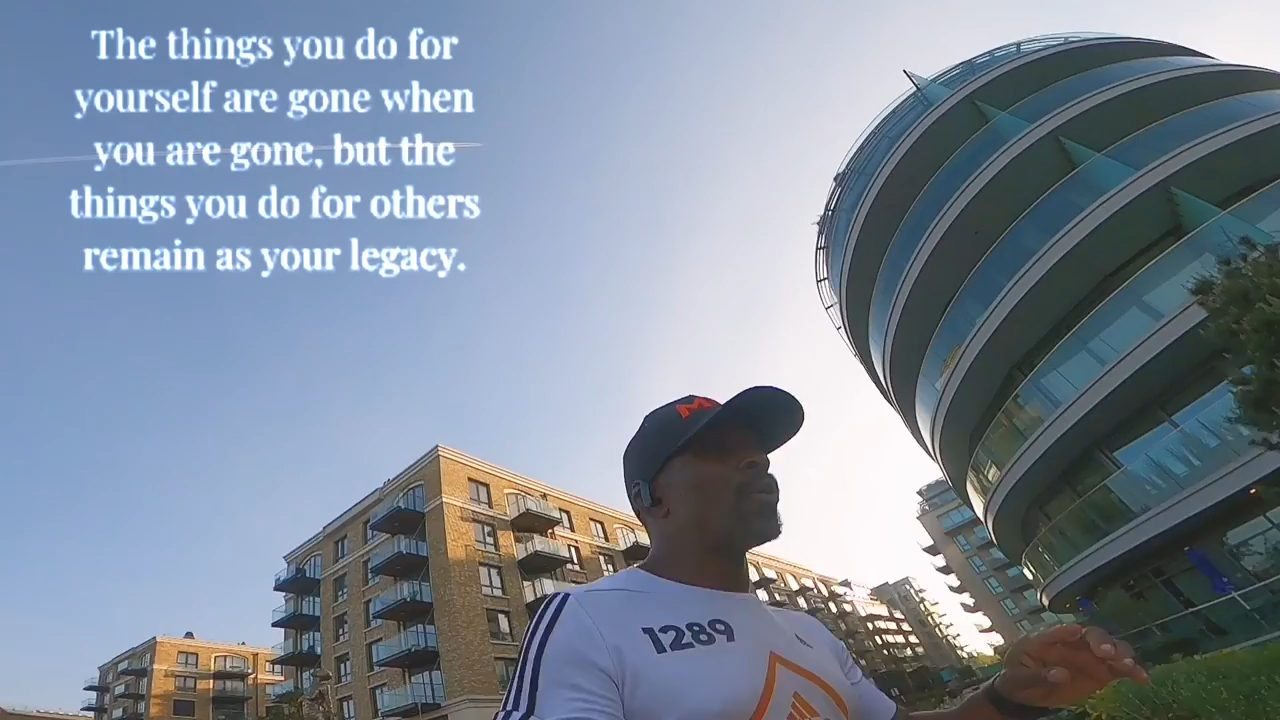 The things you do for
yourself are gone when
you are gone, but the
things you do for others
remain as your legacy.
M
1289